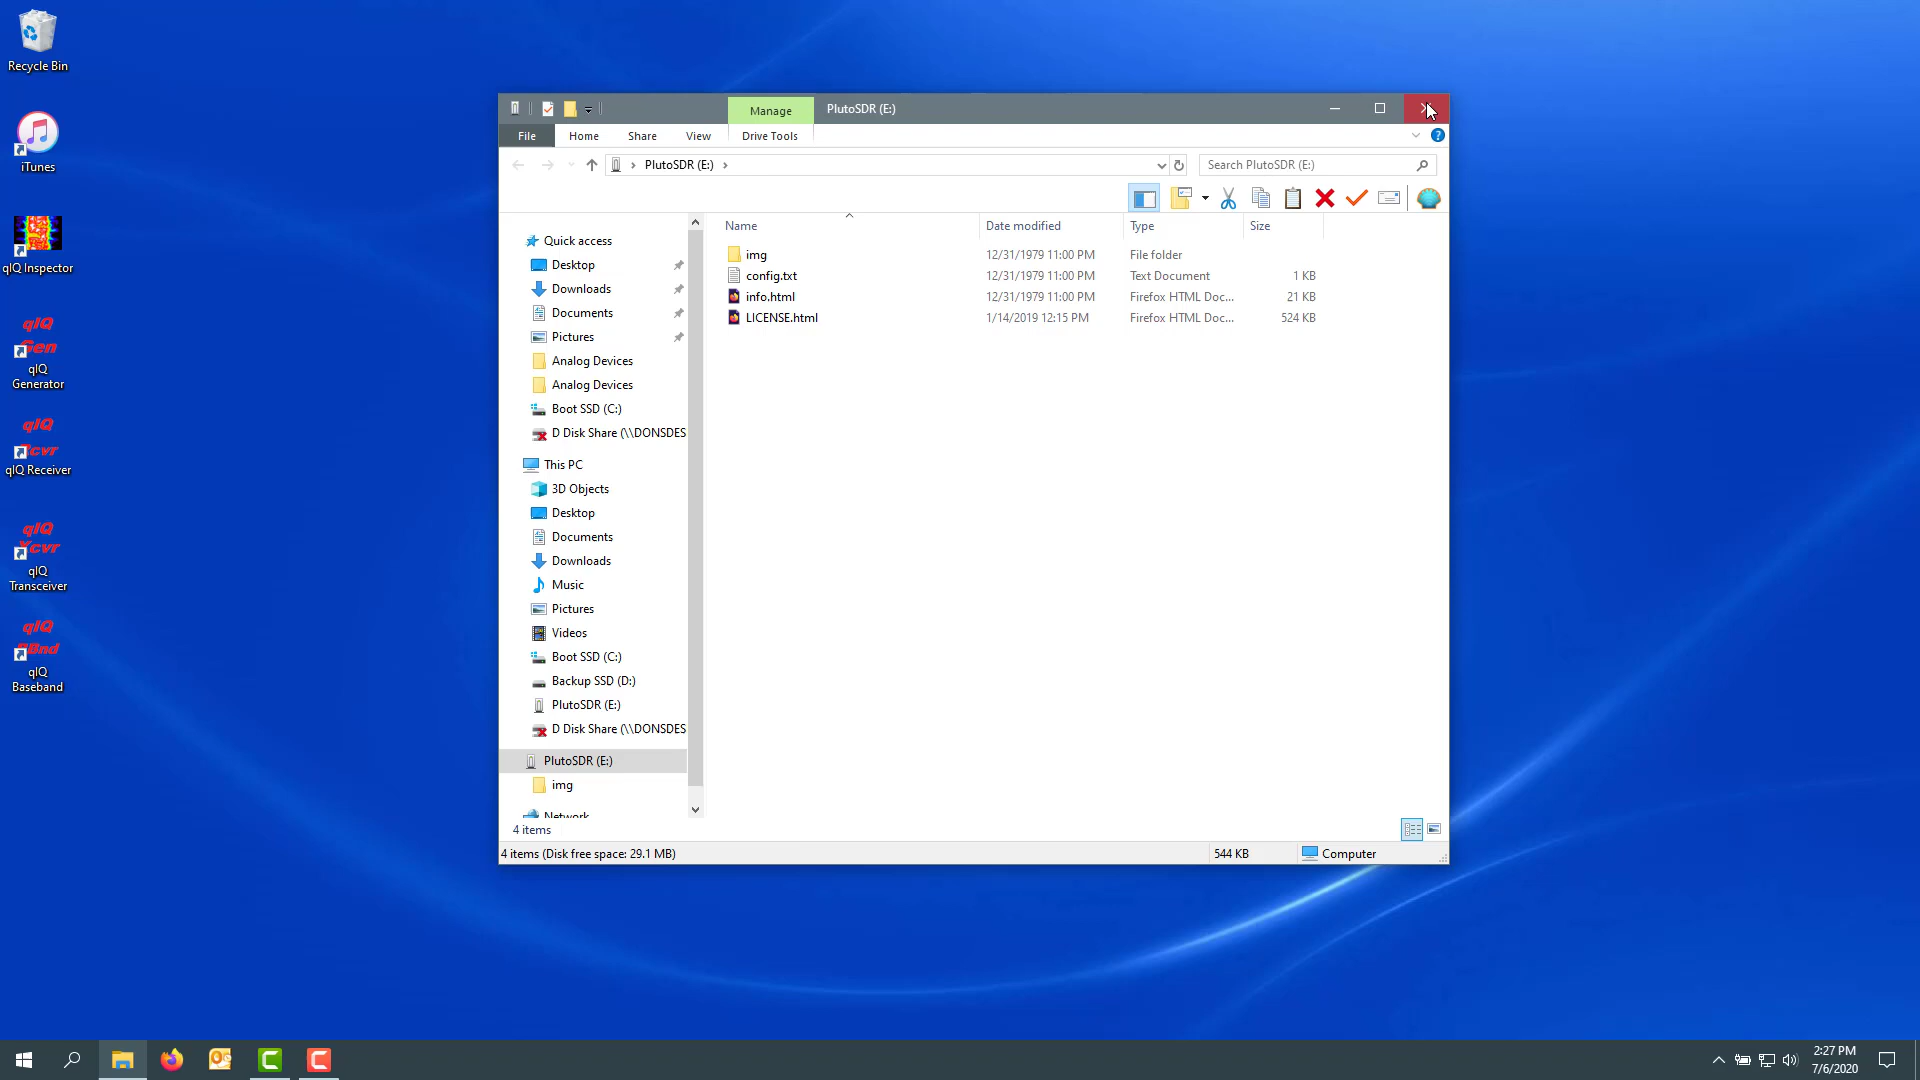 Recycle Bin
iTunes
qIQ Inspector
qIQ
Gen
qIQ
Generator
qIQ
Rcvr
qIQ Receiver
qIQ
Xcvr
qIQ
Transceiver
qIQ
BBnd
qIQ
Baseband
Manage
PlutoSDR (E:)
File
Home
Share
View
Drive Tools
PlutoSDR (E:)
Search PlutoSDR (E:)
Name
Date modified
Type
Size
img
12/31/1979 11:00 PM
File folder
config.txt
12/31/1979 11:00 PM
Text Document
1 KB
info.html
12/31/1979 11:00 PM
Firefox HTML Doc...
21 KB
LICENSE.html
1/14/2019 12:15 PM
Firefox HTML Doc...
524 KB
Quick access
Desktop
Downloads
Documents
Pictures
Analog Devices
Analog Devices
Boot SSD (C:)
D Disk Share (\\DONSDES
This PC
3D Objects
Desktop
Documents
Downloads
Music
Pictures
Videos
Boot SSD (C:)
Backup SSD (D:)
PlutoSDR (E:)
D Disk Share (\\DONSDES
PlutoSDR (E:)
img
Network
4 items
4 items (Disk free space: 29.1 MB)
544 KB
Computer
2:27 PM
7/6/2020